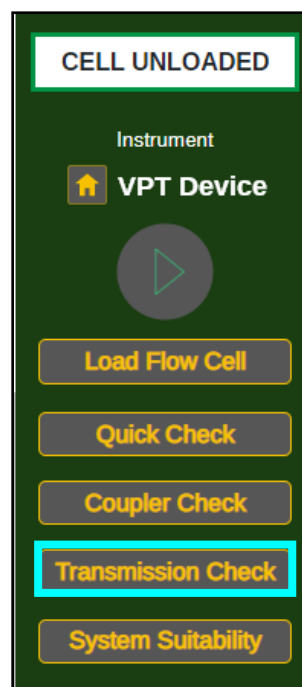 CELL UNLOADED
Instrument
VPT Device
Load Flow Cell
Quick Check
Coupler Check
Transmission Check
System Suitability